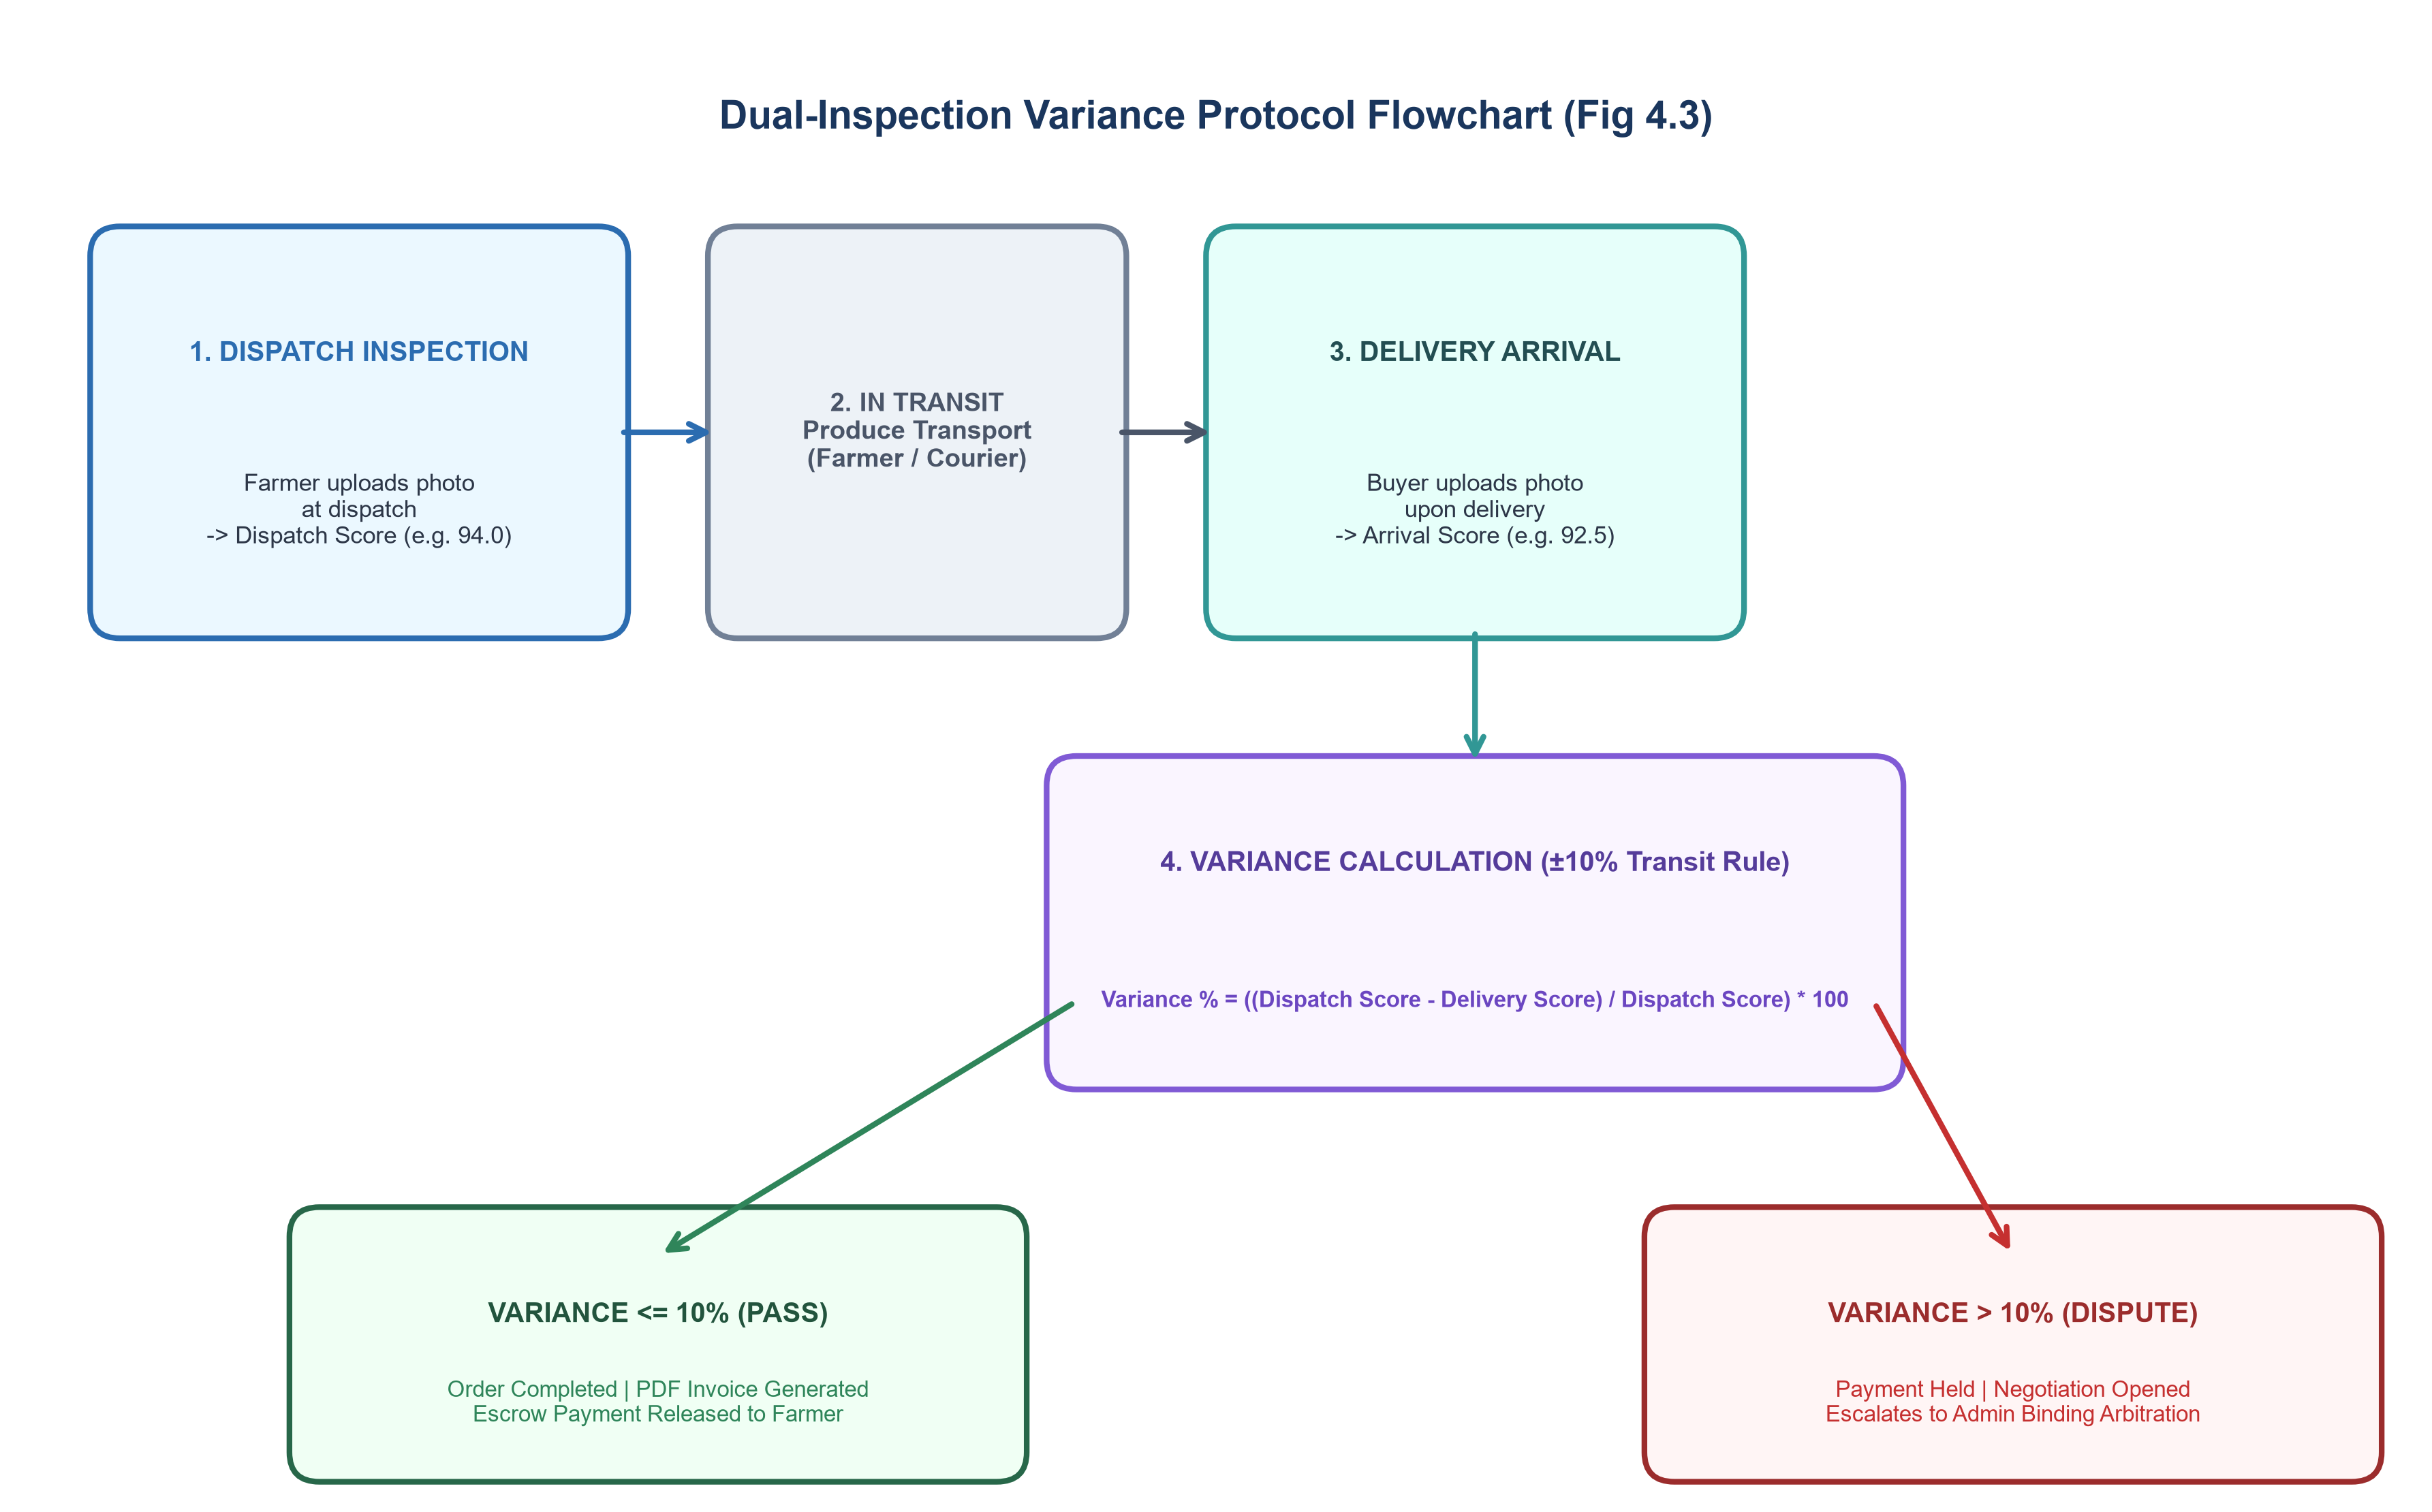 Dual-Inspection Variance Protocol Flowchart (Fig 4.3)
1. DISPATCH INSPECTION
Farmer uploads photo
at dispatch
-> Dispatch Score (e.g. 94.0)
2. IN TRANSIT
Produce Transport
(Farmer / Courier)
3. DELIVERY ARRIVAL
Buyer uploads photo
upon delivery
-> Arrival Score (e.g. 92.5)
4. VARIANCE CALCULATION (±10% Transit Rule)
Variance % = ((Dispatch Score - Delivery Score) / Dispatch Score) * 100
VARIANCE <= 10% (PASS)
Order Completed | PDF Invoice Generated
Escrow Payment Released to Farmer
VARIANCE > 10% (DISPUTE)
Payment Held | Negotiation Opened
Escalates to Admin Binding Arbitration